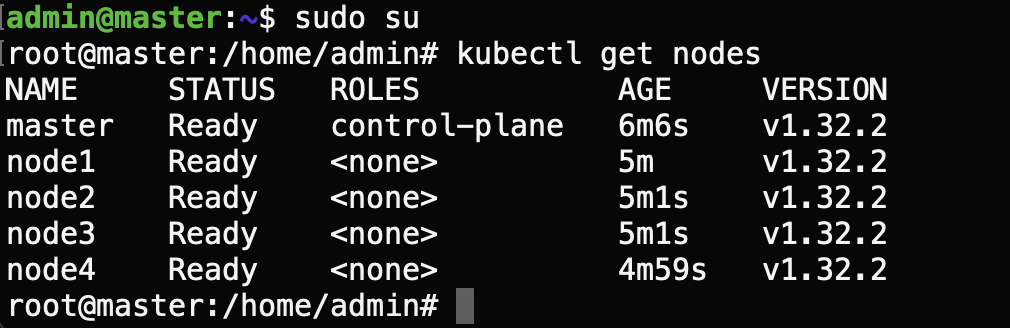 admin@master:~$ sudo su
root@master:/home/admin# kubectl get nodes
NAME     STATUS   ROLES           AGE     VERSION
master   Ready    control-plane   6m6s    v1.32.2
node1    Ready    <none>          5m      v1.32.2
node2    Ready    <none>          5m1s    v1.32.2
node3    Ready    <none>          5m1s    v1.32.2
node4    Ready    <none>          4m59s   v1.32.2
root@master:/home/admin#